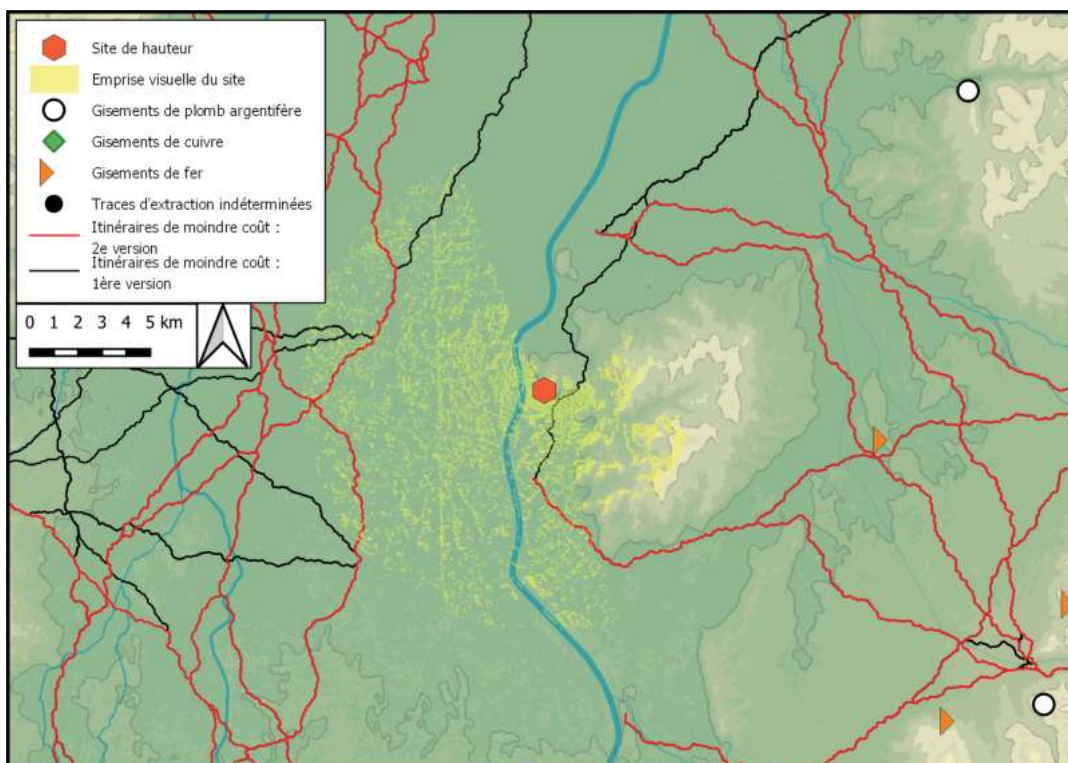 Site de hauteur
Emprise visuelle du site
Gisements de plomb argentifère
Gisements de cuivre
Gisements de fer
Traces d'extraction indéterminées
Itinéraires de moindre coût :
2e version
Itinéraires de moindre coût :
1ère version
0 1 2 3 4 5 km